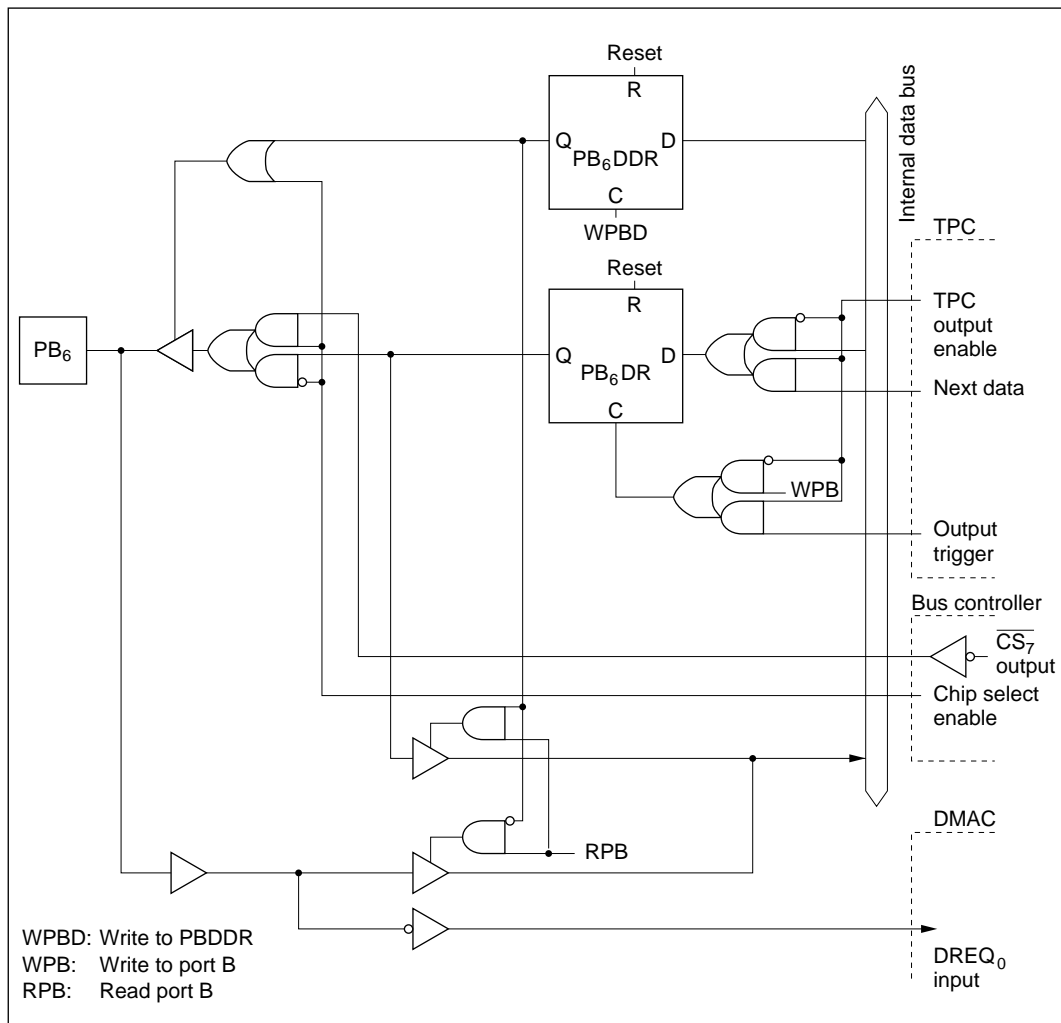 Reset
R
Q
D
PB₆DDR
C
WPBD
Internal data bus
TPC
Reset
R
PB₆
Q
D
PB₆DR
C
TPC
output
enable
Next data
WPB
Output
trigger
Bus controller
C̅S̅₇̅
output
Chip select
enable
DMAC
RPB
WPBD: Write to PBDDR
WPB: Write to port B
RPB: Read port B
DREQ₀
input